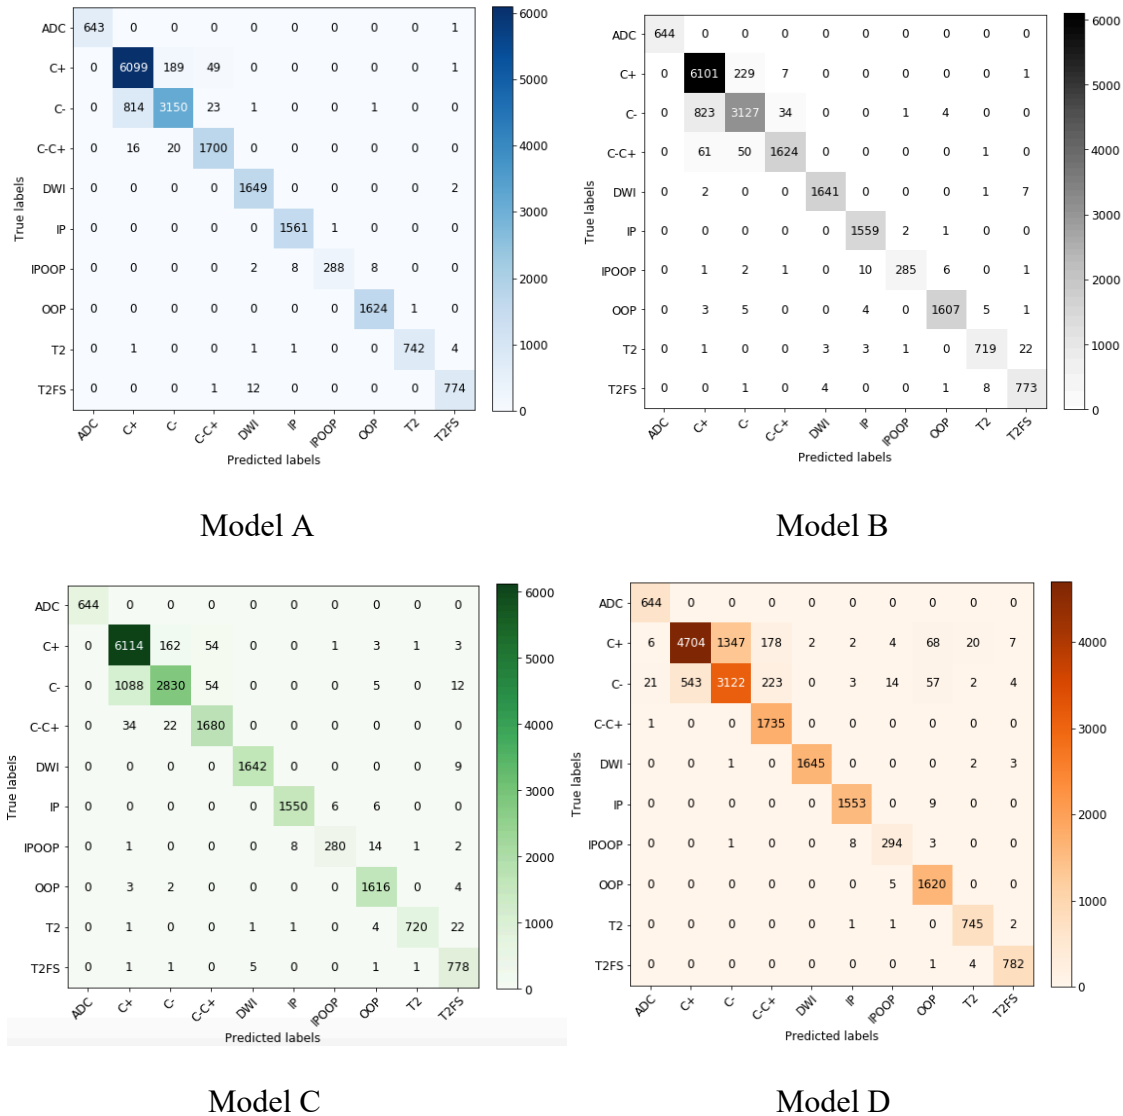 ADC 643 0 0 0 0 0 0 0 0 1
C+ 0 6099 189 49 0 0 0 0 0 1
C- 0 814 3150 23 1 0 0 1 0 0
C-C+ 0 16 20 1700 0 0 0 0 0 0
DWI 0 0 0 0 1649 0 0 0 0 2
IP 0 0 0 0 0 1561 1 0 0 0
IPOOP 0 0 0 0 2 8 288 8 0 0
OOP 0 0 0 0 0 0 0 1624 1 0
T2 0 1 0 0 1 1 0 0 742 4
T2FS 0 0 0 1 12 0 0 0 0 774
ADC C+ C- C-C+ DWI IP IPOOP OOP T2 T2FS
Predicted labels
True labels
6000
5000
4000
3000
2000
1000
0
Model A
ADC 644 0 0 0 0 0 0 0 0 0
C+ 0 6101 229 7 0 0 0 0 0 1
C- 0 823 3127 34 0 0 1 4 0 0
C-C+ 0 61 50 1624 0 0 0 0 1 0
DWI 0 2 0 0 1641 0 0 0 1 7
IP 0 0 0 0 0 1559 2 1 0 0
IPOOP 0 1 2 1 0 10 285 6 0 1
OOP 0 3 5 0 0 4 0 1607 5 1
T2 0 1 0 0 3 3 1 0 719 22
T2FS 0 0 1 0 4 0 0 1 8 773
ADC C+ C- C-C+ DWI IP IPOOP OOP T2 T2FS
Predicted labels
True labels
6000
5000
4000
3000
2000
1000
0
Model B
ADC 644 0 0 0 0 0 0 0 0 0
C+ 0 6114 162 54 0 0 1 3 1 3
C- 0 1088 2830 54 0 0 0 5 0 12
C-C+ 0 34 22 1680 0 0 0 0 0 0
DWI 0 0 0 0 1642 0 0 0 0 9
IP 0 0 0 0 0 1550 6 6 0 0
IPOOP 0 1 0 0 0 8 280 14 1 2
OOP 0 3 2 0 0 0 0 1616 0 4
T2 0 1 0 0 1 1 0 4 720 22
T2FS 0 1 1 0 5 0 0 1 1 778
ADC C+ C- C-C+ DWI IP IPOOP OOP T2 T2FS
Predicted labels
True labels
6000
5000
4000
3000
2000
1000
0
Model C
ADC 644 0 0 0 0 0 0 0 0 0
C+ 6 4704 1347 178 2 2 4 68 20 7
C- 21 543 3122 223 0 3 14 57 2 4
C-C+ 1 0 0 1735 0 0 0 0 0 0
DWI 0 0 1 0 1645 0 0 0 2 3
IP 0 0 0 0 0 1553 0 9 0 0
IPOOP 0 0 1 0 0 8 294 3 0 0
OOP 0 0 0 0 0 0 5 1620 0 0
T2 0 0 0 0 0 1 1 0 745 2
T2FS 0 0 0 0 0 0 0 1 4 782
ADC C+ C- C-C+ DWI IP IPOOP OOP T2 T2FS
Predicted labels
True labels
4000
3000
2000
1000
0
Model D